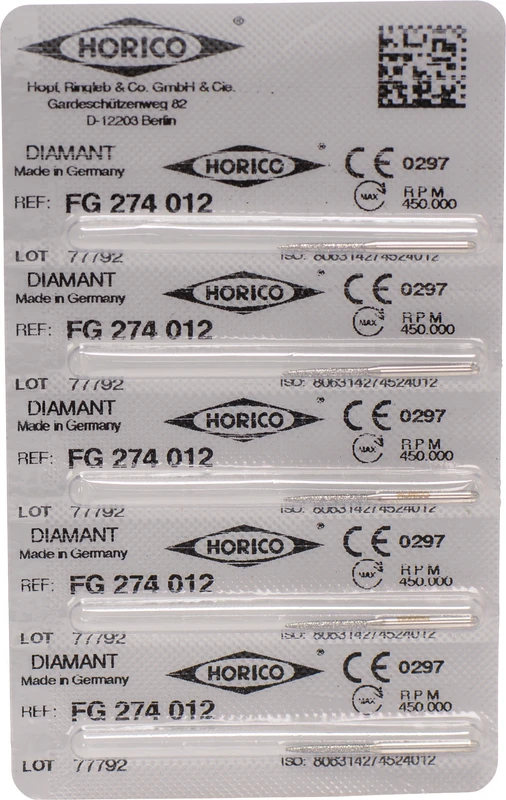 HORICO ®
Hopf, Ringleb & Co. GmbH & Cie.
Gardeschützenweg 82
D-12203 Berlin
DIAMANT HORICO ® CE 0297
Made in Germany
MAX RPM
REF: FG 274 012 450.000
LOT 77792 ISO: 806314274524012
DIAMANT HORICO ® CE 0297
Made in Germany
MAX RPM
REF: FG 274 012 450.000
LOT 77792 ISO: 806314274524012
DIAMANT HORICO ® CE 0297
Made in Germany
MAX RPM
REF: FG 274 012 450.000
LOT 77792 ISO: 806314274524012
DIAMANT HORICO ® CE 0297
Made in Germany
MAX RPM
REF: FG 274 012 450.000
LOT 77792 ISO: 806314274524012
DIAMANT HORICO ® CE 0297
Made in Germany
MAX RPM
REF: FG 274 012 450.000
LOT 77792 ISO: 806314274524012